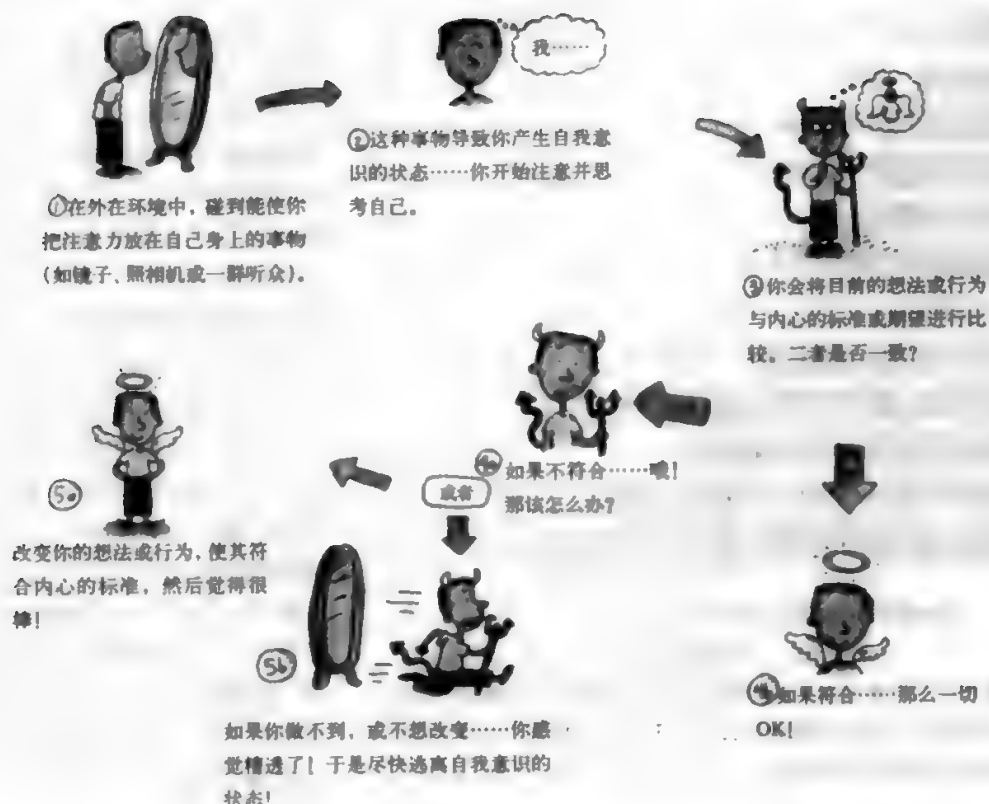 我……
①在外在环境中，碰到能使你
把注意力放在自己身上的事物
(如镜子、照相机或一群听众)。
②这种事物导致你产生自我意
识的状态……你开始注意并思
考自己。
③你会将目前的想法或行为
与内心的标准或期望进行比
较。二者是否一致？
如果不符合……哦！
那该怎么办？
或者
如果符合……那么一切
OK！
5a
改变你的想法或行为，使其符
合内心的标准，然后觉得很
棒！
5b
如果你做不到，或不想改变……你感
觉糟透了！于是尽快逃离自我意识的
状态！